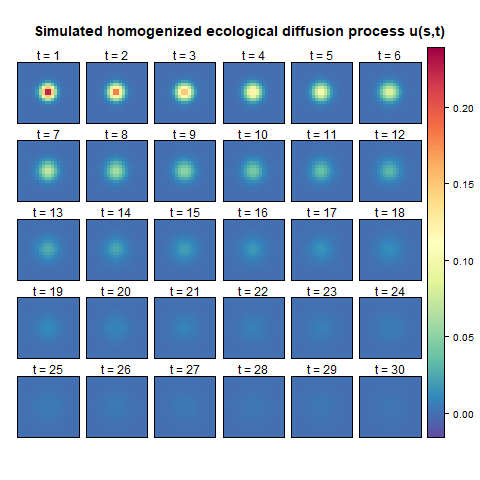 Simulated homogenized ecological diffusion process u(s,t)
t = 1 t = 2 t = 3 t = 4 t = 5 t = 6
t = 7 t = 8 t = 9 t = 10 t = 11 t = 12
t = 13 t = 14 t = 15 t = 16 t = 17 t = 18
t = 19 t = 20 t = 21 t = 22 t = 23 t = 24
t = 25 t = 26 t = 27 t = 28 t = 29 t = 30
0.20
0.15
0.10
0.05
0.00